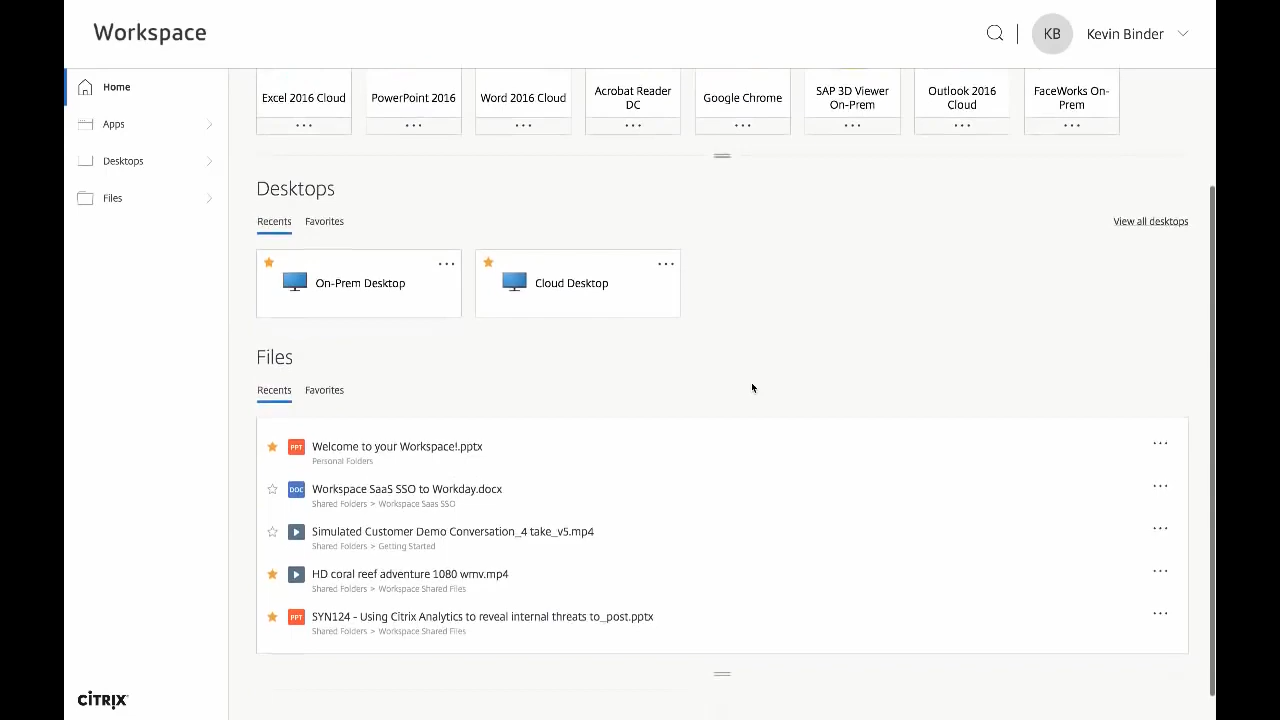 Workspace
KB
Kevin Binder
Home
Apps
Desktops
Files
Excel 2016 Cloud
PowerPoint 2016
Word 2016 Cloud
Acrobat Reader
DC
Google Chrome
SAP 3D Viewer
On-Prem
Outlook 2016
Cloud
FaceWorks On-
Prem
Desktops
Recents
Favorites
View all desktops
On-Prem Desktop
Cloud Desktop
Files
Recents
Favorites
PPT
Welcome to your Workspace!.pptx
Personal Folders
DOC
Workspace SaaS SSO to Workday.docx
Shared Folders > Workspace Saas SSO
Simulated Customer Demo Conversation_4 take_v5.mp4
Shared Folders > Getting Started
HD coral reef adventure 1080 wmv.mp4
Shared Folders > Workspace Shared Files
PPT
SYN124 - Using Citrix Analytics to reveal internal threats to_post.pptx
Shared Folders > Workspace Shared Files
CITRIX